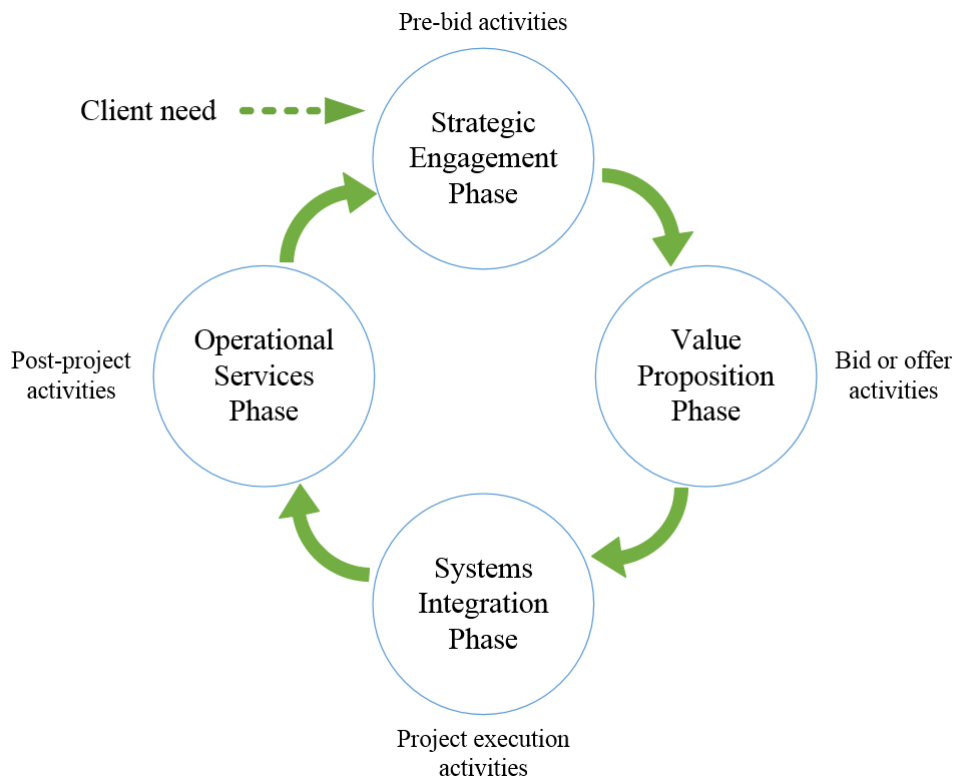 Pre-bid activities
Client need
Strategic
Engagement
Phase
Operational
Services
Phase
Post-project
activities
Value
Proposition
Phase
Bid or offer
activities
Systems
Integration
Phase
Project execution
activities